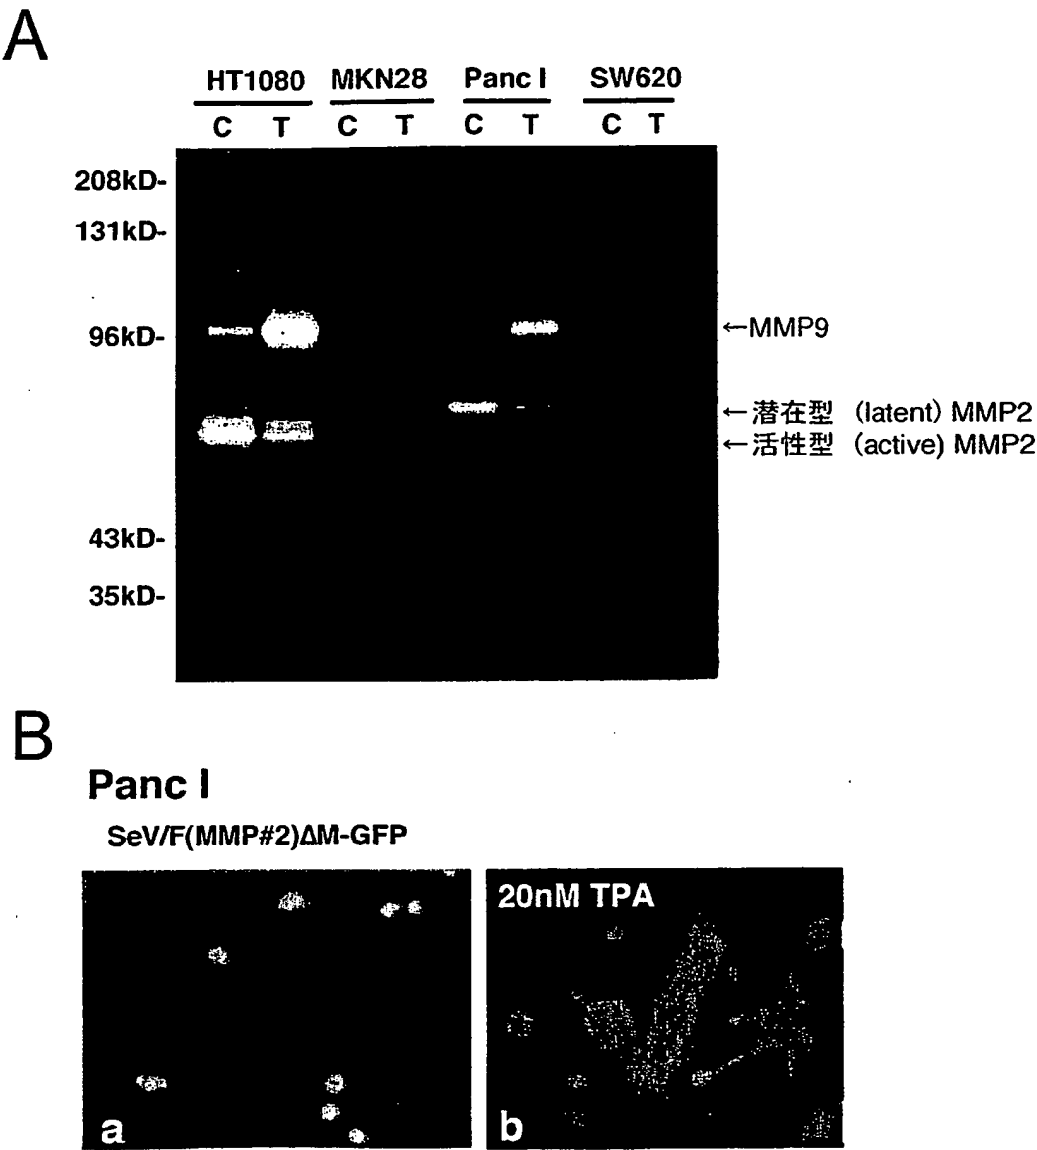 A
HT1080 MKN28 Panc I SW620
C T C T C T C T
208kD-
131kD-
96kD-
43kD-
35kD-
←MMP9
←潜在型 (latent) MMP2
←活性型 (active) MMP2
B
Panc I
SeV/F(MMP#2)ΔM-GFP
20nM TPA
a
b